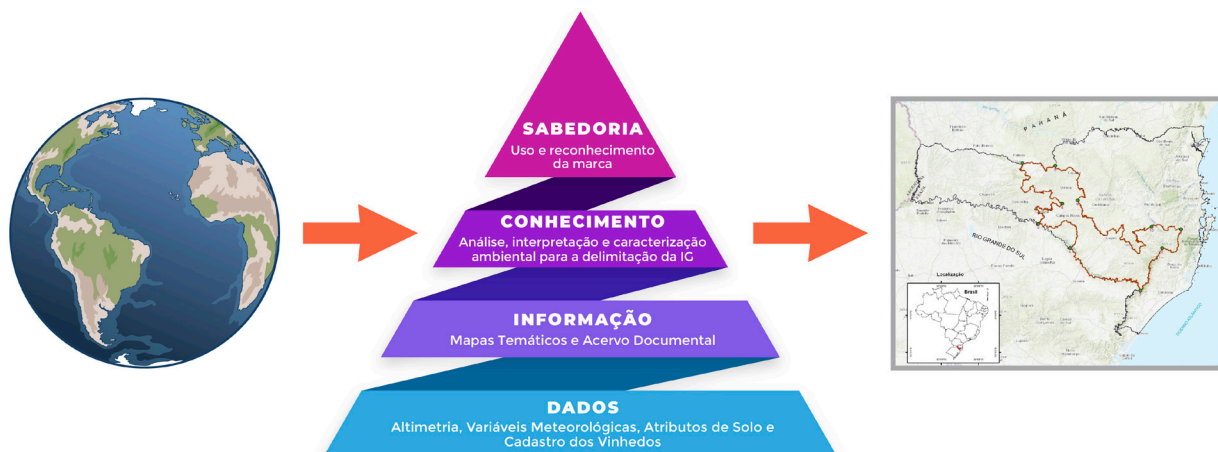 SABEDORIA
Uso e reconhecimento
da marca
CONHECIMENTO
Análise, interpretação e caracterização
ambiental para a delimitação da IG
INFORMAÇÃO
Mapas Temáticos e Acervo Documental
DADOS
Altimetria, Variáveis Meteorológicas, Atributos de Solo e
Cadastro dos Vinhedos
PARANÁ
RIO GRANDE DO SUL
Localização
Brasil